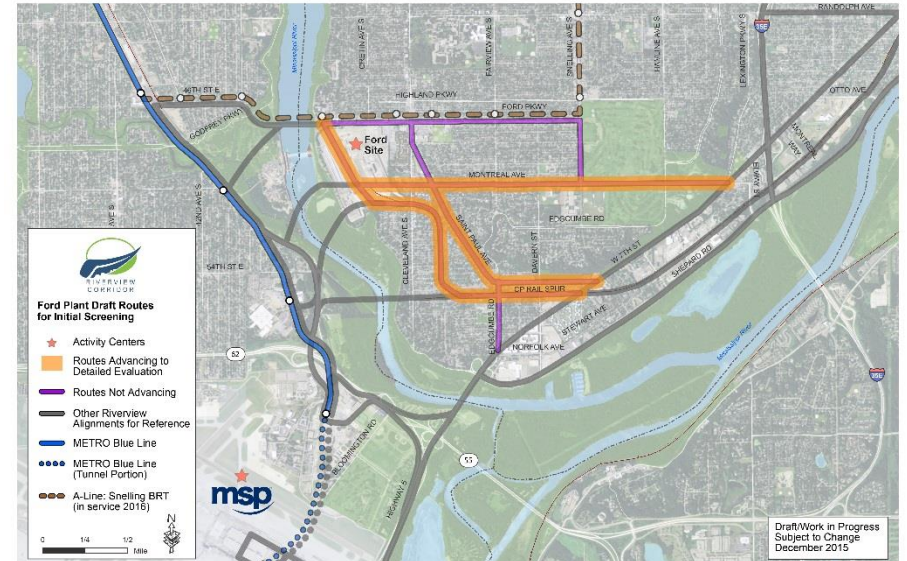 RANDOLPH AVE
35E
Mississippi River
CRETIN AVE S
FAIRVIEW AVE S
SNELLING AVE S
HAMLINE AVE S
LEXINGTON PKWY S
46TH ST E
HIGHLAND PKWY
FORD PKWY
OTTO AVE
GODFREY PKWY
Ford
Site
MONTREAL
WAY
MONTREAL AVE
42ND AVE S
AVE S
EDGCUMBE RD
SAINT PAUL AVE
CLEVELAND AVE S
DAVERN ST
W 7TH ST
SHEPARD RD
54TH ST E
CP RAIL SPUR
STEWART AVE
EDGCUMBE RD
NORFOLK AVE
Mississippi River
62
35E
BLOOMINGTON RD
55
HIGHWAY 5
msp
RIVERVIEW
CORRIDOR
Ford Plant Draft Routes
for Initial Screening
Activity Centers
Routes Advancing to
Detailed Evaluation
Routes Not Advancing
Other Riverview
Alignments for Reference
METRO Blue Line
METRO Blue Line
(Tunnel Portion)
A-Line: Snelling BRT
(in service 2016)
N
0 1/4 1/2
Mile
Draft/Work in Progress
Subject to Change
December 2015